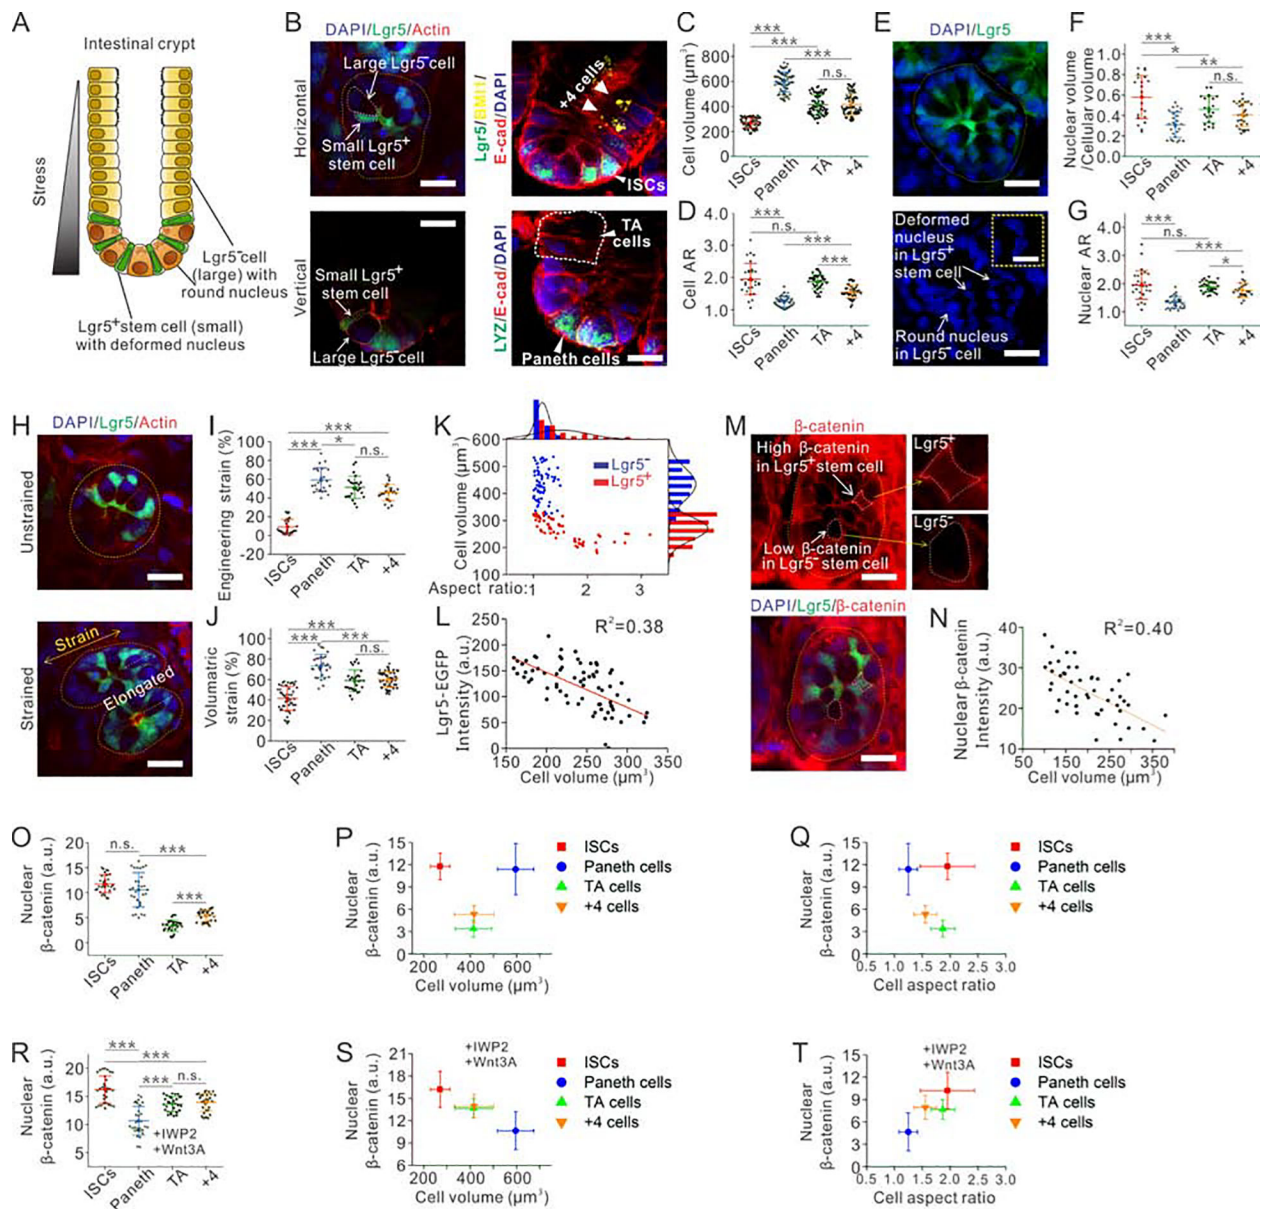 A
Intestinal crypt
Stress
Lgr5⁻cell
(large) with
round nucleus
Lgr5⁺stem cell (small)
with deformed nucleus
B
DAPI/Lgr5/Actin
Horizontal
Large Lgr5⁻cell
Small Lgr5⁺
stem cell
Vertical
Small Lgr5⁺
stem cell
Large Lgr5⁻cell
Lgr5/BMI1/
E-cad/DAPI
+4 cells
ISCs
LYZ/E-cad/DAPI
TA
cells
Paneth cells
C
Cell volume (μm³)
800
600
400
200
0
***
***
***
n.s.
ISCs
Paneth
TA
+4
D
Cell AR
4.0
3.0
2.0
1.0
***
n.s.
***
***
ISCs
Paneth
TA
+4
E
DAPI/Lgr5
Deformed
nucleus
in Lgr5⁺
stem cell
Round nucleus
in Lgr5⁻ cell
F
Nuclear volume
/Cellular volume
1.0
0.8
0.6
0.4
0.2
0.0
***
*
**
n.s.
ISCs
Paneth
TA
+4
G
Nuclear AR
4.0
3.0
2.0
1.0
***
n.s.
***
*
ISCs
Paneth
TA
+4
H
DAPI/Lgr5/Actin
Unstrained
Strained
Strain
Elongated
I
Engineering strain (%)
100
80
60
40
20
0
-20
***
***
*
n.s.
ISCs
Paneth
TA
+4
J
Volumatric
strain (%)
100
80
60
40
20
0
***
***
***
n.s.
ISCs
Paneth
TA
+4
K
Cell volume (μm³)
600
500
400
300
200
100
Lgr5⁻
Lgr5⁺
Aspect ratio:1
2
3
L
Lgr5-EGFP
Intensity (a.u.)
250
200
150
100
50
0
R²=0.38
150
200
250
300
350
Cell volume (μm³)
M
β-catenin
High β-catenin
in Lgr5⁺stem cell
Low β-catenin
in Lgr5⁻stem cell
Lgr5⁺
Lgr5⁻
DAPI/Lgr5/β-catenin
N
Nuclear β-catenin
Intensity (a.u.)
40
30
20
10
R²=0.40
50
150
250
350
Cell volume (μm³)
O
Nuclear
β-catenin (a.u.)
20
15
10
5
0
n.s.
***
***
ISCs
Paneth
TA
+4
P
Nuclear
β-catenin (a.u.)
15
12
9
6
3
0
200
400
600
Cell volume (μm³)
ISCs
Paneth cells
TA cells
+4 cells
Q
Nuclear
β-catenin (a.u.)
15
12
9
6
3
0
0.5
1.0
1.5
2.0
2.5
3.0
Cell aspect ratio
ISCs
Paneth cells
TA cells
+4 cells
R
Nuclear
β-catenin (a.u.)
20
15
10
5
***
***
***
n.s.
+IWP2
+Wnt3A
ISCs
Paneth
TA
+4
S
Nuclear
β-catenin (a.u.)
21
18
15
12
9
6
+IWP2
+Wnt3A
200
400
600
Cell volume (μm³)
ISCs
Paneth cells
TA cells
+4 cells
T
Nuclear
β-catenin (a.u.)
15
12
9
6
3
0
+IWP2
+Wnt3A
0.5
1.0
1.5
2.0
2.5
3.0
Cell aspect ratio
ISCs
Paneth cells
TA cells
+4 cells